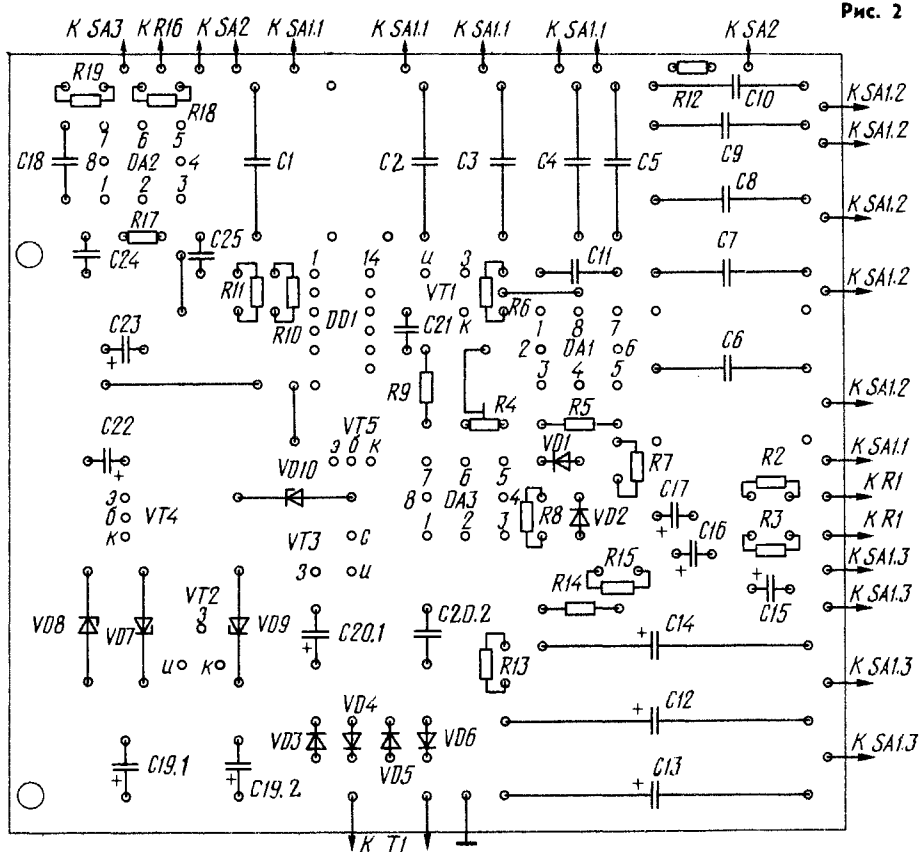 Рис. 2
К SA3 К R16 К SA2 К SA1.1 К SA1.1 К SA1.1 К SA1.1 К SA2
R19 R18 R12 C10
К SA1.2
7 6 5
C9
К SA1.2
C18 8 DA2 4 C1 C2 C3 C4 C5
1 2 3
C8
К SA1.2
R17 C25
C24
1 14 и 3 C11 C7
R11 R10 VT1 R6
К SA1.2
DD1 C21 к 1 8 7
C23
+
2 DA1 6 C6
R9 3 4 5
К SA1.2
R4 R5
C22
+
VT5
э б к
VD1 R7
К SA1.1
VD10 7 6 5 R2
К R1
э
б VT4
к
8 DA3 4
1 2 3
R8 VD2 C17
+
R3
К R1
VT3 с
з и
C16
+
К SA1.3
R15 R14 C15
+
К SA1.3
VD8 VD7 VT2
з
VD9 C20.1
+
C20.2 C14
+
и к
R13
К SA1.3
VD4 C12
+
VD3 VD6
VD5
К SA1.3
C19.1
+
C19.2
+
C13
+
К Т1